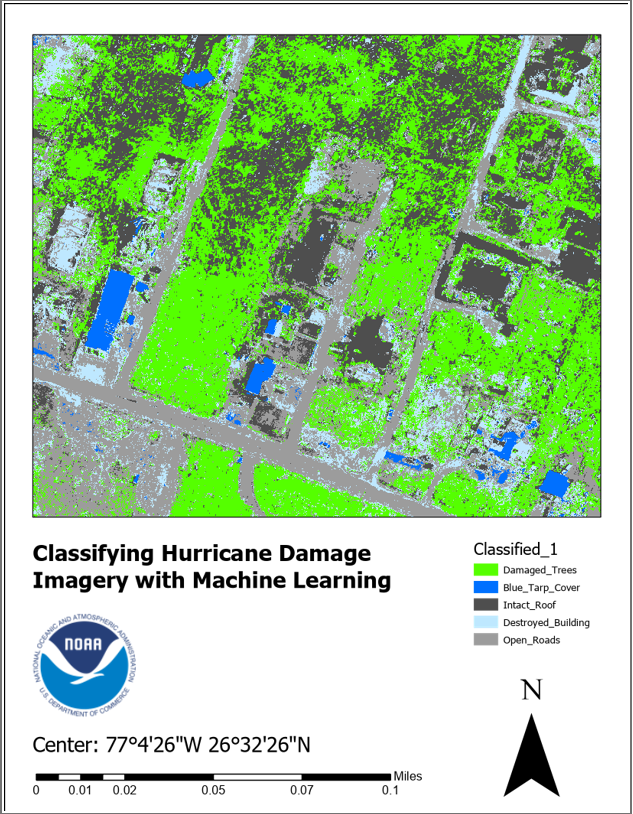 Classifying Hurricane Damage
Imagery with Machine Learning
Classified_1
Damaged_Trees
Blue_Tarp_Cover
Intact_Roof
Destroyed_Building
Open_Roads
NATIONAL OCEANIC AND ATMOSPHERIC ADMINISTRATION
NOAA
U.S. DEPARTMENT OF COMMERCE
N
Center: 77°4'26"W 26°32'26"N
Miles
0 0.01 0.02 0.05 0.07 0.1